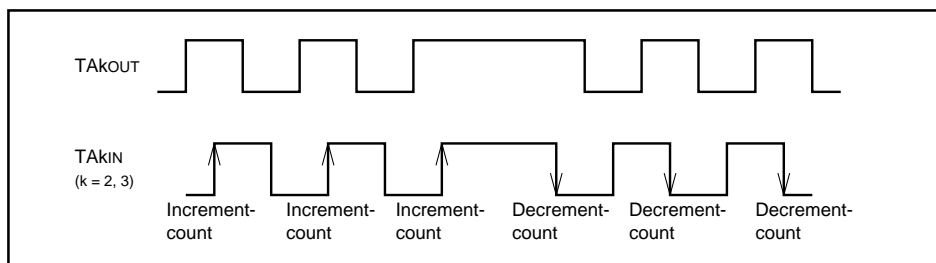 TAkOUT
TAkIN
(k = 2, 3)
Increment-
count
Increment-
count
Increment-
count
Decrement-
count
Decrement-
count
Decrement-
count